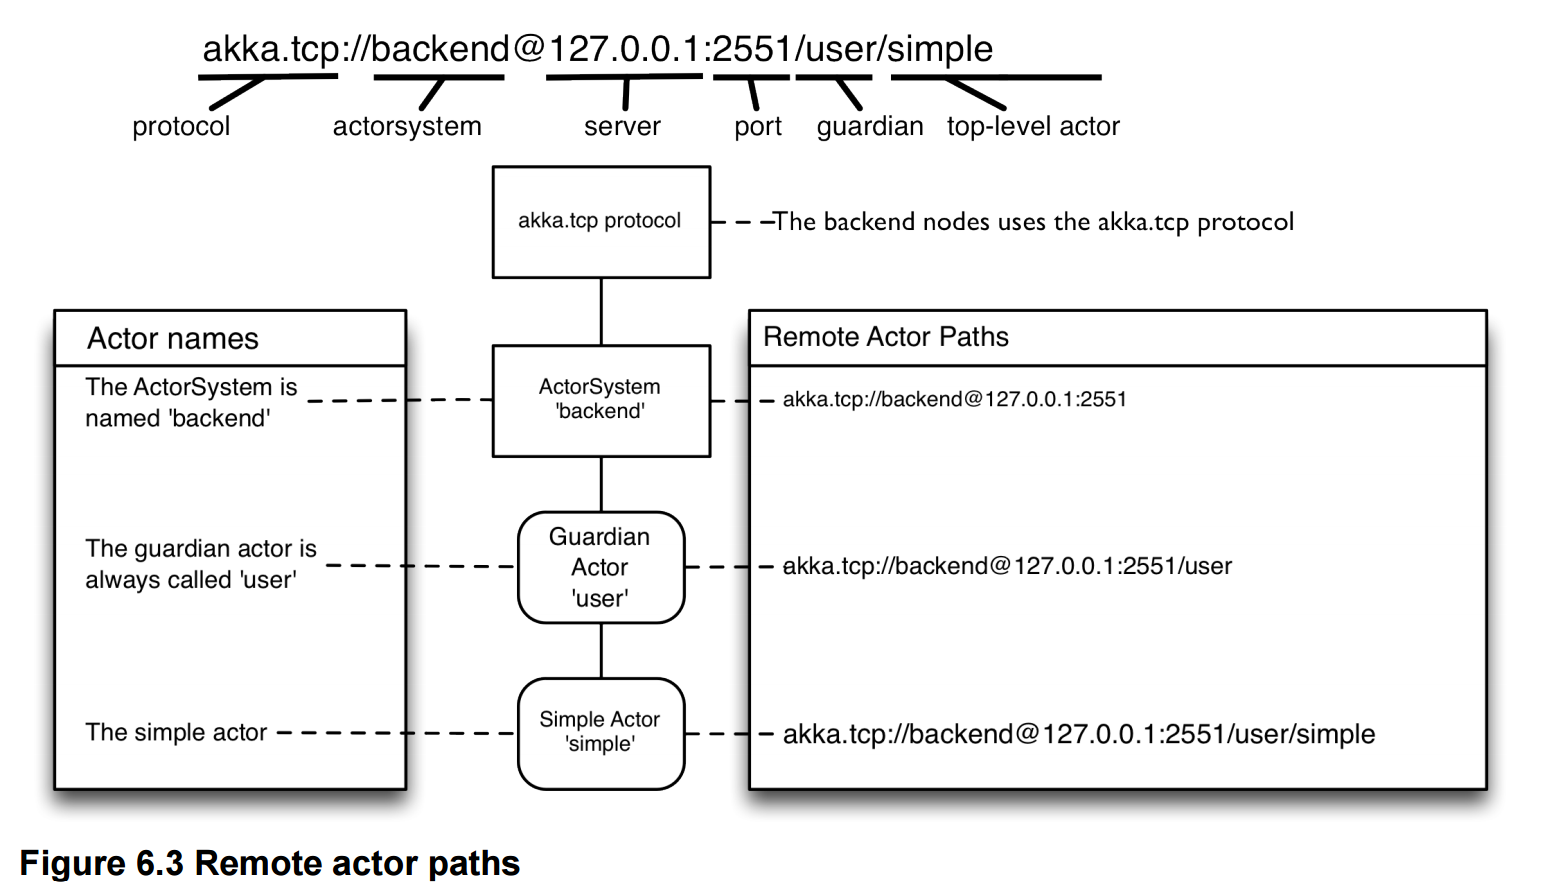 akka.tcp://backend@127.0.0.1:2551/user/simple
protocol actorsystem server port guardian top-level actor
akka.tcp protocol
The backend nodes uses the akka.tcp protocol
Actor names
Remote Actor Paths
The ActorSystem is
named 'backend'
ActorSystem
'backend'
akka.tcp://backend@127.0.0.1:2551
The guardian actor is
always called 'user'
Guardian
Actor
'user'
akka.tcp://backend@127.0.0.1:2551/user
The simple actor
Simple Actor
'simple'
akka.tcp://backend@127.0.0.1:2551/user/simple
Figure 6.3 Remote actor paths